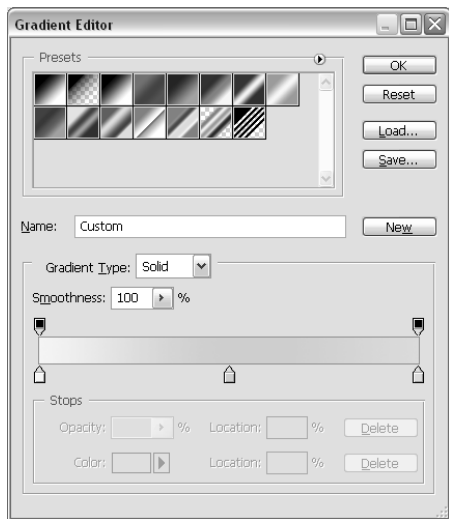 Gradient Editor
Presets
OK
Reset
Load...
Save...
Name: Custom
New
Gradient Type: Solid
Smoothness: 100 %
Stops
Opacity: % Location: % Delete
Color: Location: % Delete